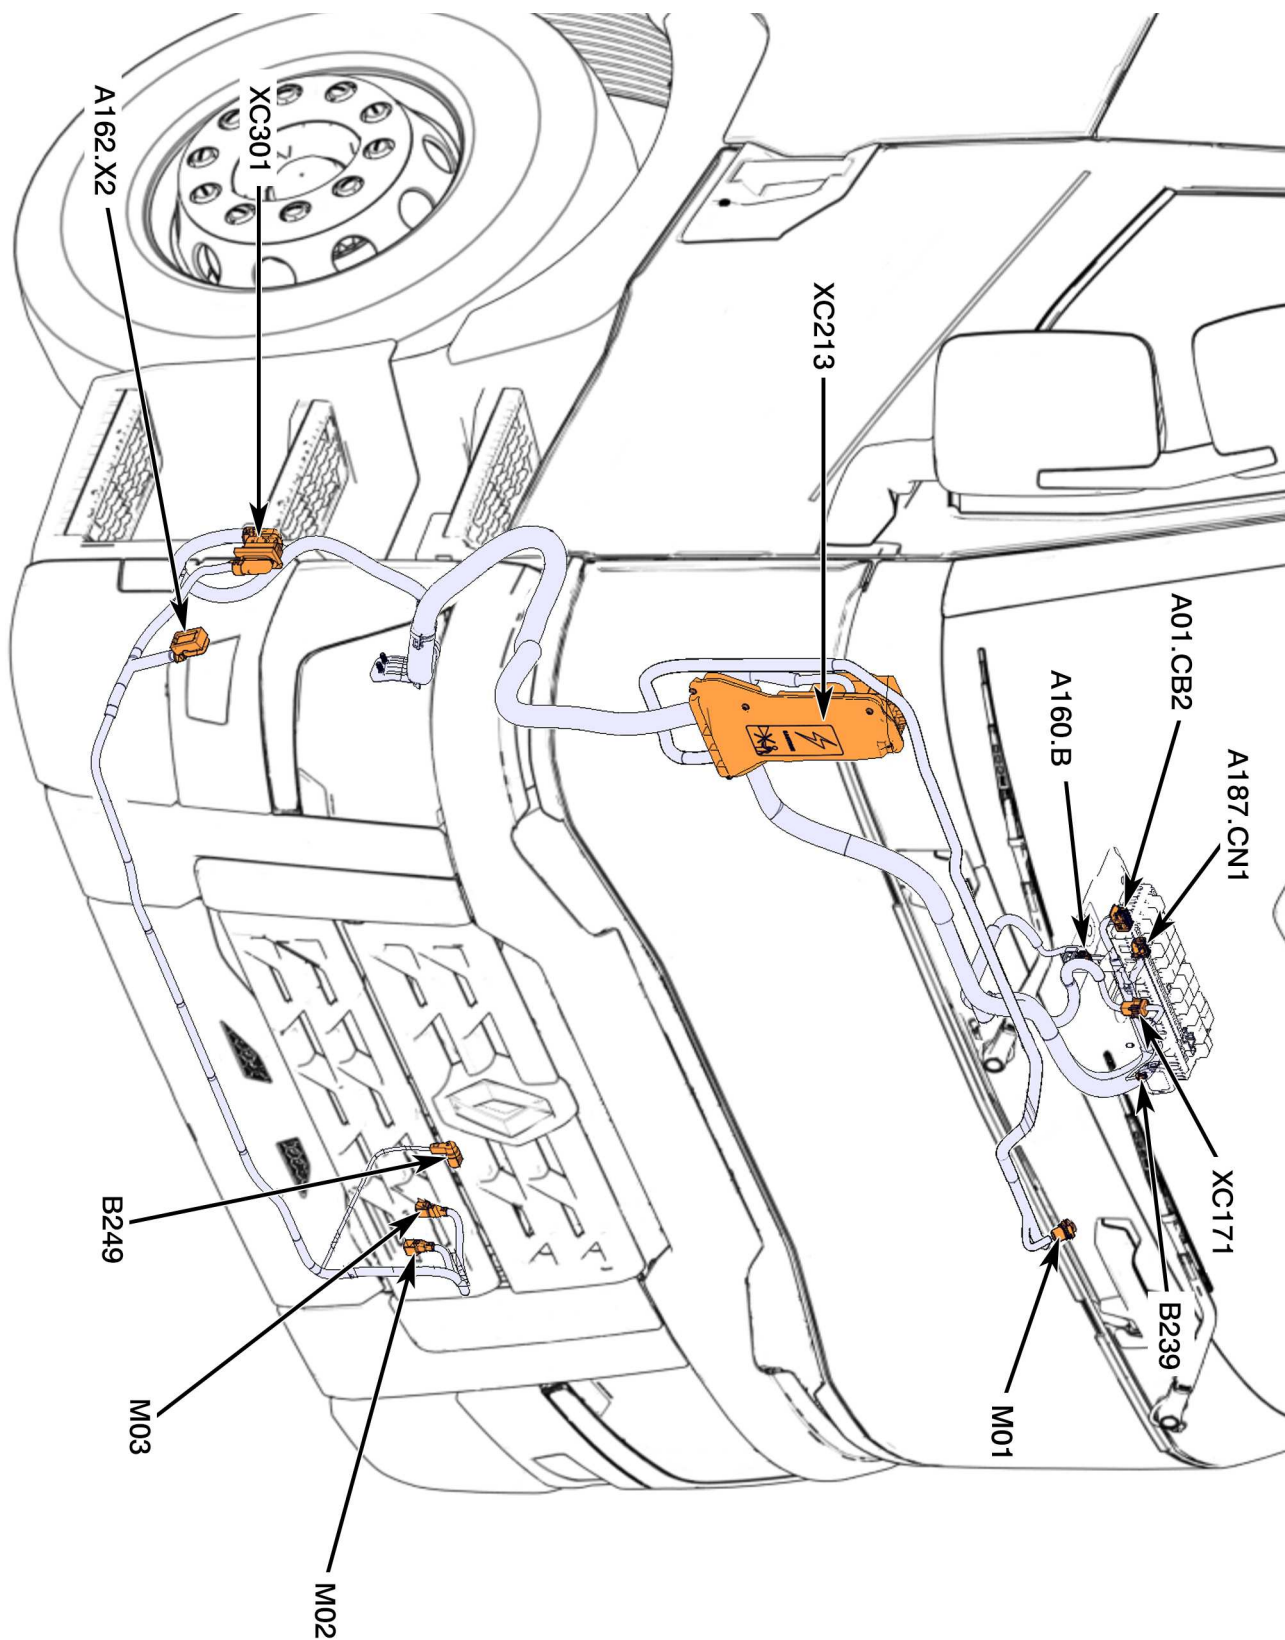 A187.CN1
XC171
A01.CB2
B239
A160.B
M01
XC213
M02
XC301
M03
B249
A162.X2